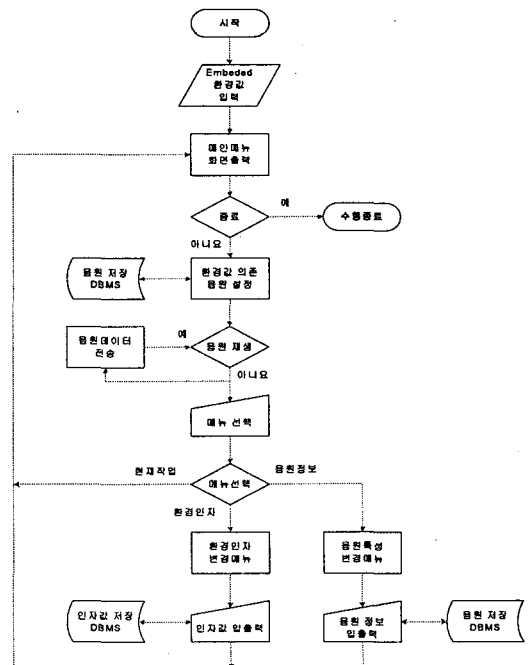 시작
Embeded
환경값
입력
메인메뉴
화면출력
종료
예
수행종료
아니요
음원 저장
DBMS
환경값 의존
음원 설정
음원데이터
전송
예
음원 재생
아니요
메뉴 선택
현재작업
메뉴선택
음원정보
환경인자
환경인자
변경메뉴
음원특성
변경메뉴
인자값 저장
DBMS
인자값 입출력
음원 정보
입출력
음원 저장
DBMS